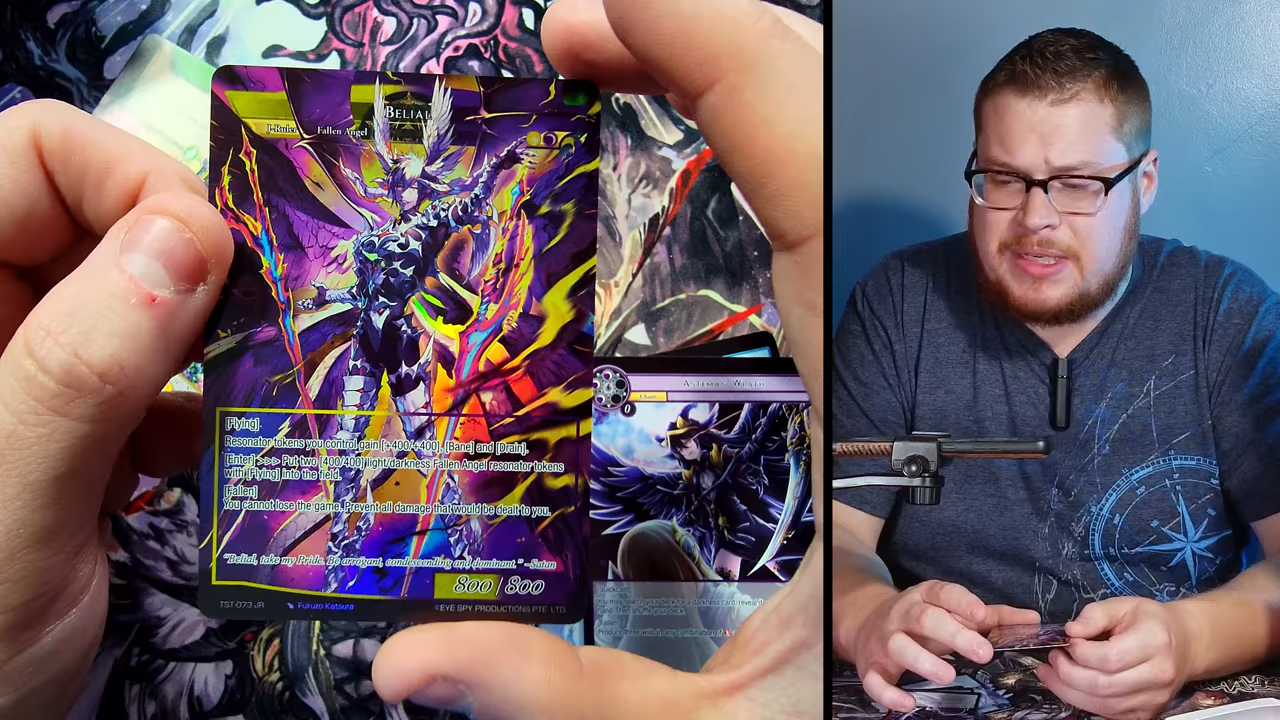 BELIAL
J-Ruler Fallen Angel
[Flying]
Resonator tokens you control gain [+400/+400], [Bane] and [Drain].
[Enter] >>> Put two [400/400] light/darkness Fallen Angel resonator tokens
with [Flying] into the field.
[Fallen]
You cannot lose the game. Prevent all damage that would be dealt to you.
"Belial, take my Pride. Be arrogant, condescending and dominant." –Satan
800/800
TST-073 JR Fukuzo Katsura ©EYE SPY PRODUCTIONS PTE LTD
0
Chant